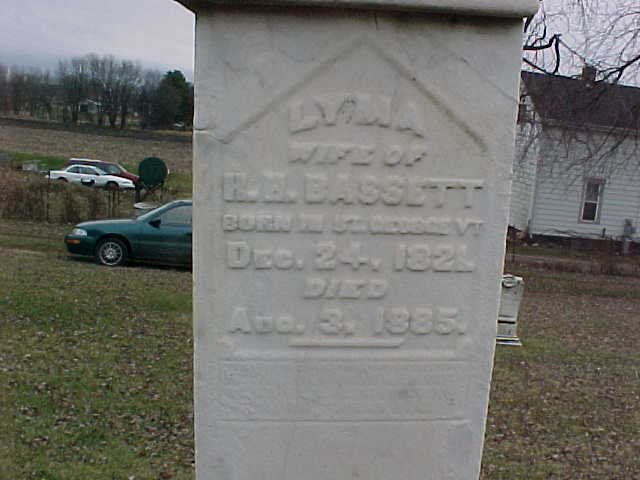 LYMA
WIFE OF
H. H. BASSETT
BORN IN ST. GEORGE VT
DEC. 24, 1821
DIED
AUG. 3, 1885.